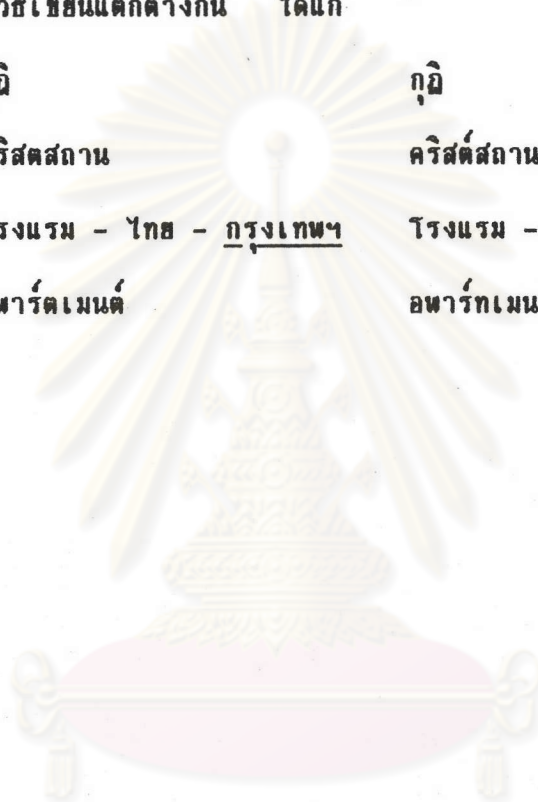 วิธีเขียนแตกต่างกัน ได้แก่
ฏิ กุฏิ
ริสตสถาน คริสต์สถาน
รงแรม - ไทย - กรุงเทพฯ โรงแรม -
พาร์ตเมนต์ อพาร์ทเมน